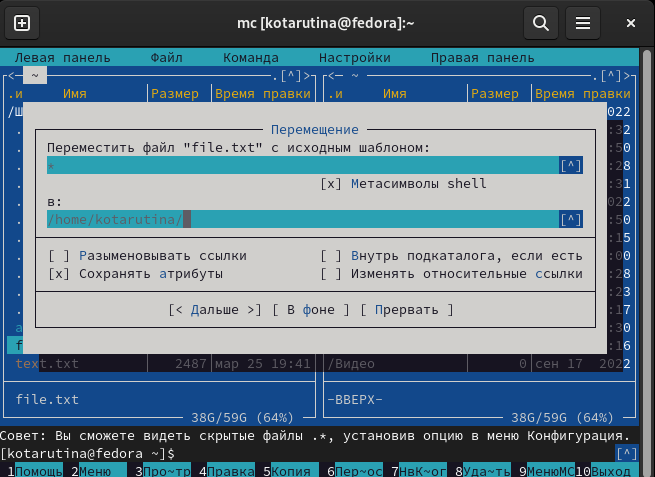 mc [kotarutina@fedora]:~
Левая панель Файл Команда Настройки Правая панель
<─ ~ .[^]> <─ ~ .[^]>
.и Имя Размер Время правки .и Имя Размер Время правки
/Ш 022
Перемещение
Переместить файл "file.txt" с исходным шаблоном:
* [^]
[x] Метасимволы shell
в:
/home/kotarutina/ [^]
[ ] Разыменовывать ссылки [ ] Внутрь подкаталога, если есть
[x] Сохранять атрибуты [ ] Изменять относительные ссылки
[< Дальше >] [ В фоне ] [ Прервать ]
text.txt 2487 мар 25 19:41 /Видео 0 сен 17 2022
file.txt -ВВЕРХ-
38G/59G (64%) 38G/59G (64%)
Совет: Вы сможете видеть скрытые файлы .*, установив опцию в меню Конфигурация.
[kotarutina@fedora ~]$ [^]
1Помощь 2Меню 3Про~тр 4Правка 5Копия 6Пер~ос 7НвК~ог 8Уда~ть 9МенюМС 10Выход